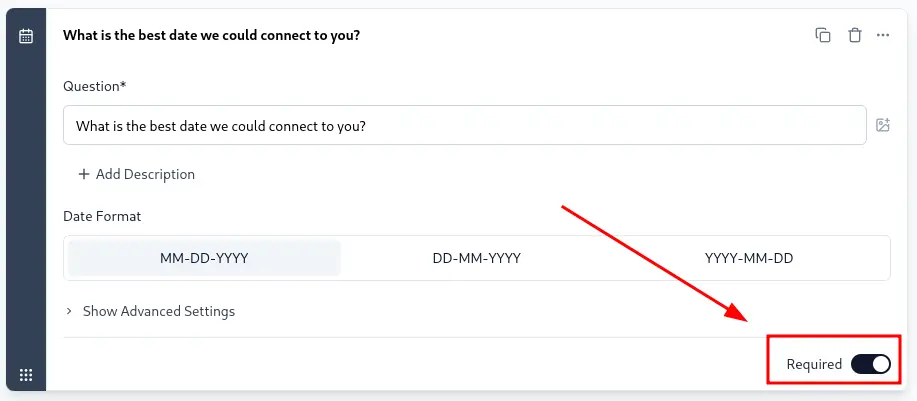 What is the best date we could connect to you?
Question*
What is the best date we could connect to you?
Add Description
Date Format
MM-DD-YYYY DD-MM-YYYY YYYY-MM-DD
Show Advanced Settings
Required